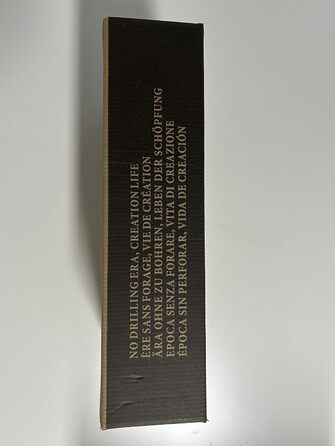 NO DRILLING ERA, CREATION LIFE
ÈRE SANS FORAGE, VIE DE CRÉATION
ÄRA OHNE ZU BOHREN, LEBEN DER SCHÖPFUNG
EPOCA SENZA FORARE, VITA DI CREAZIONE
ÉPOCA SIN PERFORAR, VIDA DE CREACIÓN